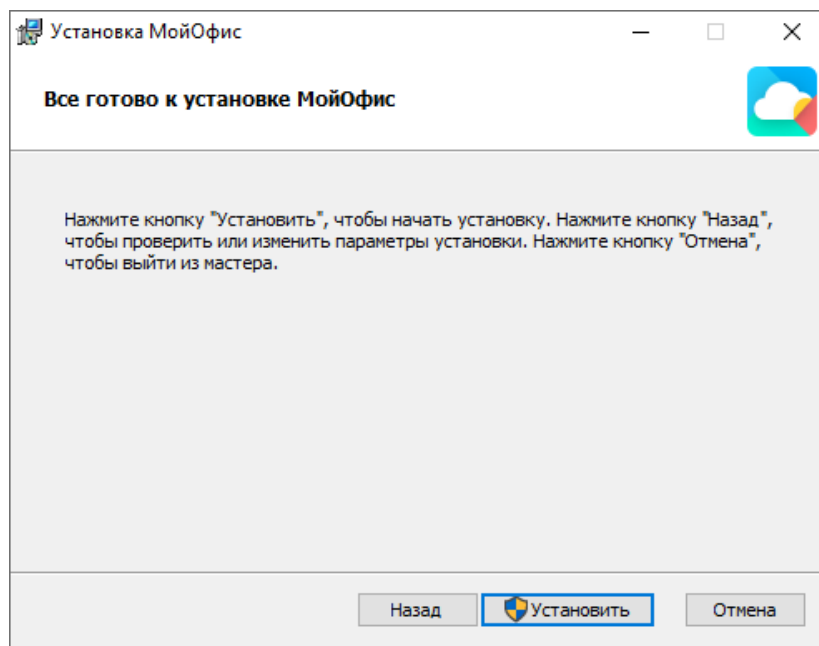 Установка МойОфис
Все готово к установке МойОфис
Нажмите кнопку "Установить", чтобы начать установку. Нажмите кнопку "Назад",
чтобы проверить или изменить параметры установки. Нажмите кнопку "Отмена",
чтобы выйти из мастера.
Назад
Установить
Отмена